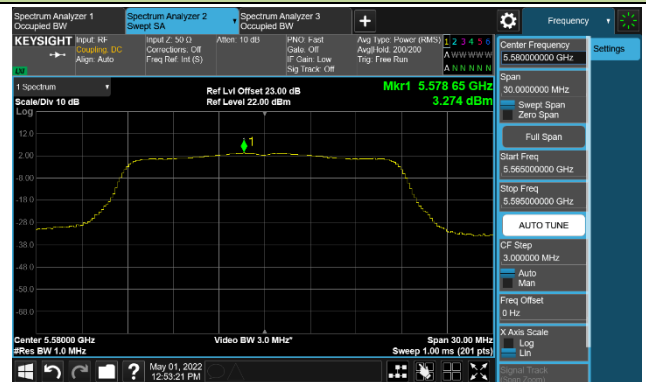 Spectrum Analyzer 1
Occupied BW
Spectrum Analyzer 2
Swept SA
Spectrum Analyzer 3
Occupied BW
Frequency
KEYSIGHT
Input: RF
Coupling: DC
Align: Auto
Input Z: 50 Ω
Corrections: Off
Freq Ref: Int (S)
Atten: 10 dB
PNO: Fast
Gate: Off
IF Gain: Low
Sig Track: Off
Avg Type: Power (RMS)
Avg|Hold: 200/200
Trig: Free Run
1 2 3 4 5 6
A W W W W W
A N N N N N
LV
1 Spectrum
Scale/Div 10 dB
Log
Ref Lvl Offset 23.00 dB
Ref Level 22.00 dBm
Mkr1 5.578 65 GHz
3.274 dBm
12.0
2.00
-8.00
-18.0
-28.0
-38.0
-48.0
-58.0
-68.0
1
Center 5.58000 GHz
#Res BW 1.0 MHz
Video BW 3.0 MHz*
Span 30.00 MHz
Sweep 1.00 ms (201 pts)
May 01, 2022
12:53:21 PM
Center Frequency
5.580000000 GHz
Settings
Span
30.0000000 MHz
Swept Span
Zero Span
Full Span
Start Freq
5.565000000 GHz
Stop Freq
5.595000000 GHz
AUTO TUNE
CF Step
3.000000 MHz
Auto
Man
Freq Offset
0 Hz
X Axis Scale
Log
Lin
Signal Track
(Span Zoom)